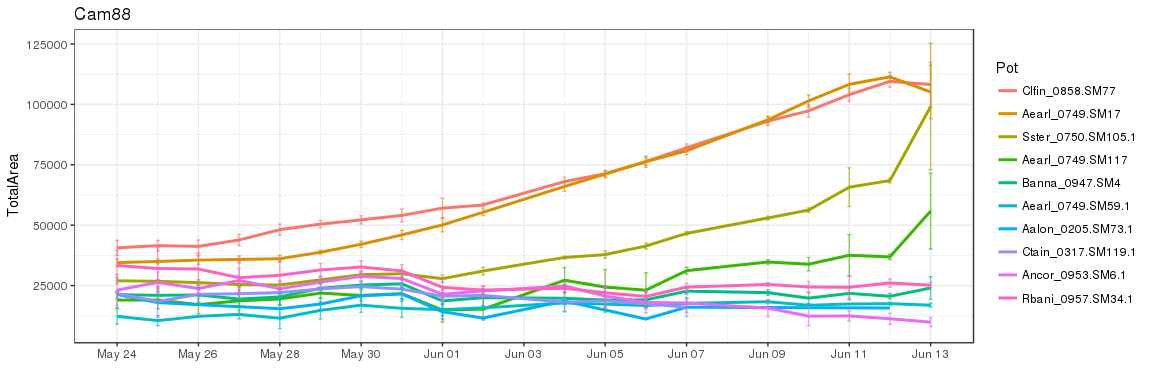 Cam88
TotalArea
125000
100000
75000
50000
25000
May 24
May 26
May 28
May 30
Jun 01
Jun 03
Jun 05
Jun 07
Jun 09
Jun 11
Jun 13
Pot
Clfin_0858.SM77
Aearl_0749.SM17
Sster_0750.SM105.1
Aearl_0749.SM117
Banna_0947.SM4
Aearl_0749.SM59.1
Aalon_0205.SM73.1
Ctain_0317.SM119.1
Ancor_0953.SM6.1
Rbani_0957.SM34.1